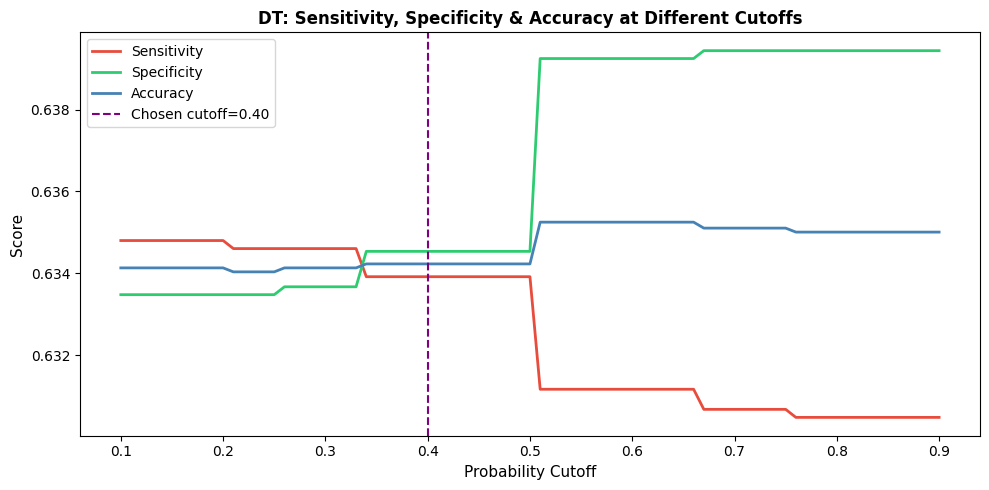 DT: Sensitivity, Specificity & Accuracy at Different Cutoffs
Sensitivity
Specificity
Accuracy
Chosen cutoff=0.40
Score
0.638
0.636
0.634
0.632
0.1 0.2 0.3 0.4 0.5 0.6 0.7 0.8 0.9
Probability Cutoff